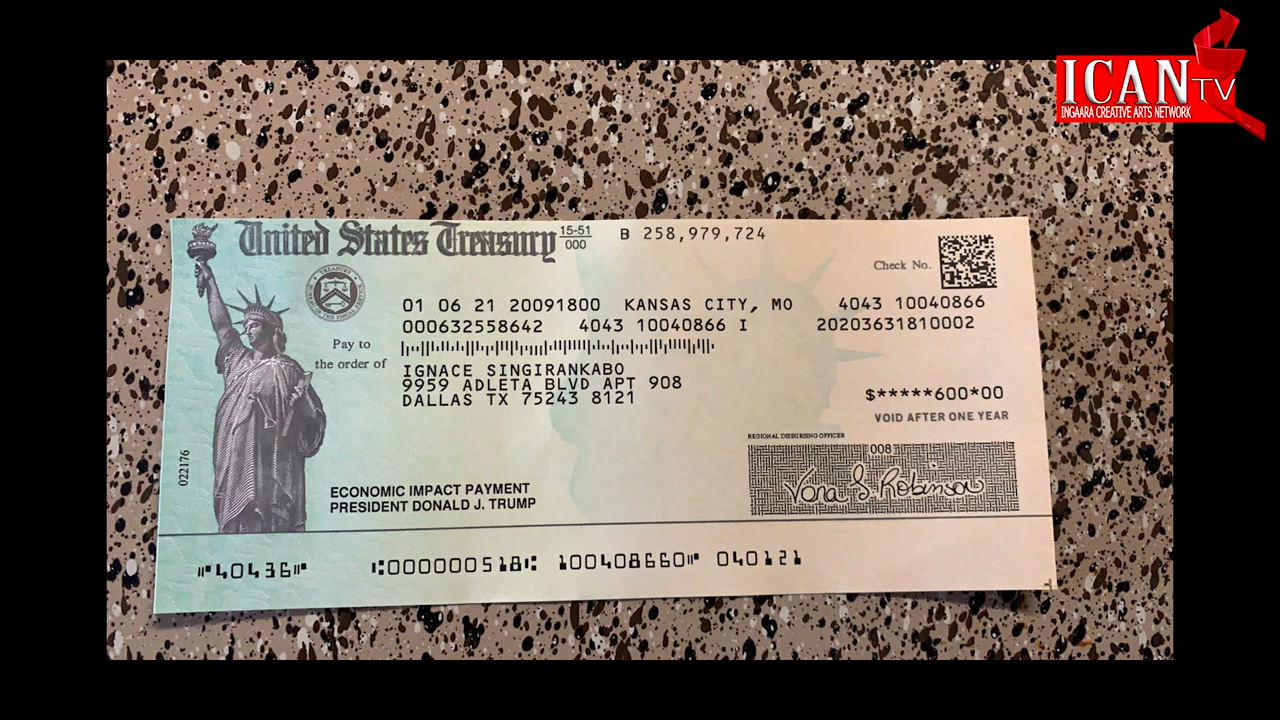 ICAN TV
INGAARA CREATIVE ARTS NETWORK
United States Treasury 15-51 000 B 258,979,724
Check No.
01 06 21 20091800 KANSAS CITY, MO 4043 10040866
000632558642 4043 10040866 I 20203631810002
Pay to
the order of
IGNACE SINGIRANKABO
9959 ADLETA BLVD APT 908
DALLAS TX 75243 8121
$*****600*00
VOID AFTER ONE YEAR
REGIONAL DISBURSING OFFICER
008
Vona S. Robinson
022176
ECONOMIC IMPACT PAYMENT
PRESIDENT DONALD J. TRUMP
⑈40436⑈ ⑆000000518⑆ 100408660⑈ 040121